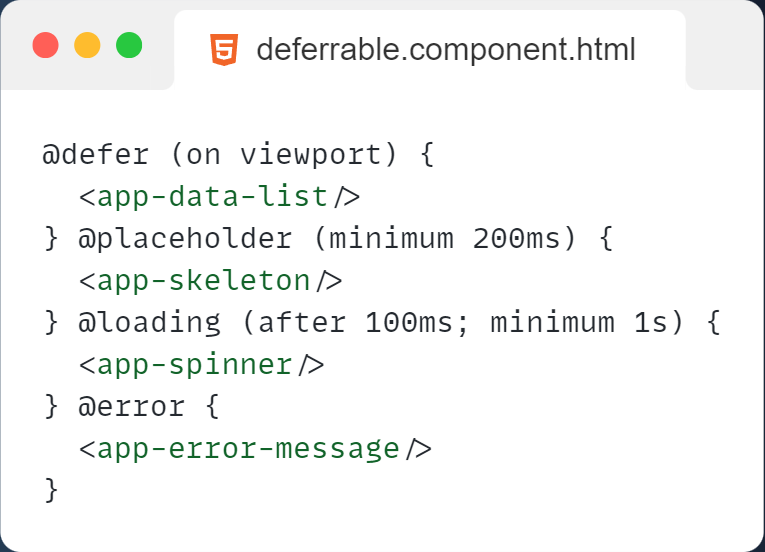 deferrable.component.html
@defer (on viewport) {
  <app-data-list/>
} @placeholder (minimum 200ms) {
  <app-skeleton/>
} @loading (after 100ms; minimum 1s) {
  <app-spinner/>
} @error {
  <app-error-message/>
}